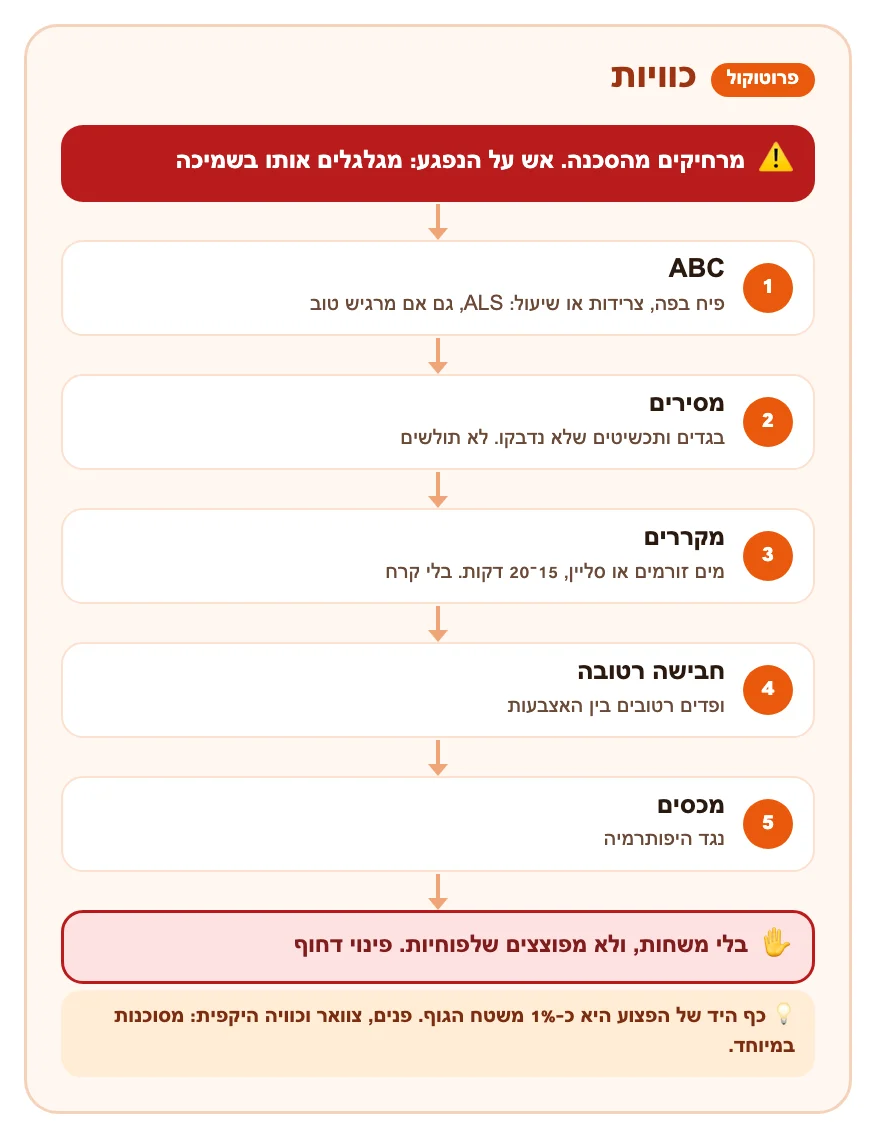 פרוטוקול כוויות
⚠️ מרחיקים מהסכנה. אש על הנפגע: מגלגלים אותו בשמיכה
1
ABC
פיח בפה, צרידות או שיעול: ALS, גם אם מרגיש טוב
2
מסירים
בגדים ותכשיטים שלא נדבקו. לא תולשים
3
מקררים
מים זורמים או סליין, 15־20 דקות. בלי קרח
4
חבישה רטובה
ופדים רטובים בין האצבעות
5
מכסים
נגד היפותרמיה
✋ בלי משחות, ולא מפוצצים שלפוחיות. פינוי דחוף
💡 כף היד של הפצוע היא כ-1% משטח הגוף. פנים, צוואר וכוויה היקפית: מסוכנות
במיוחד.